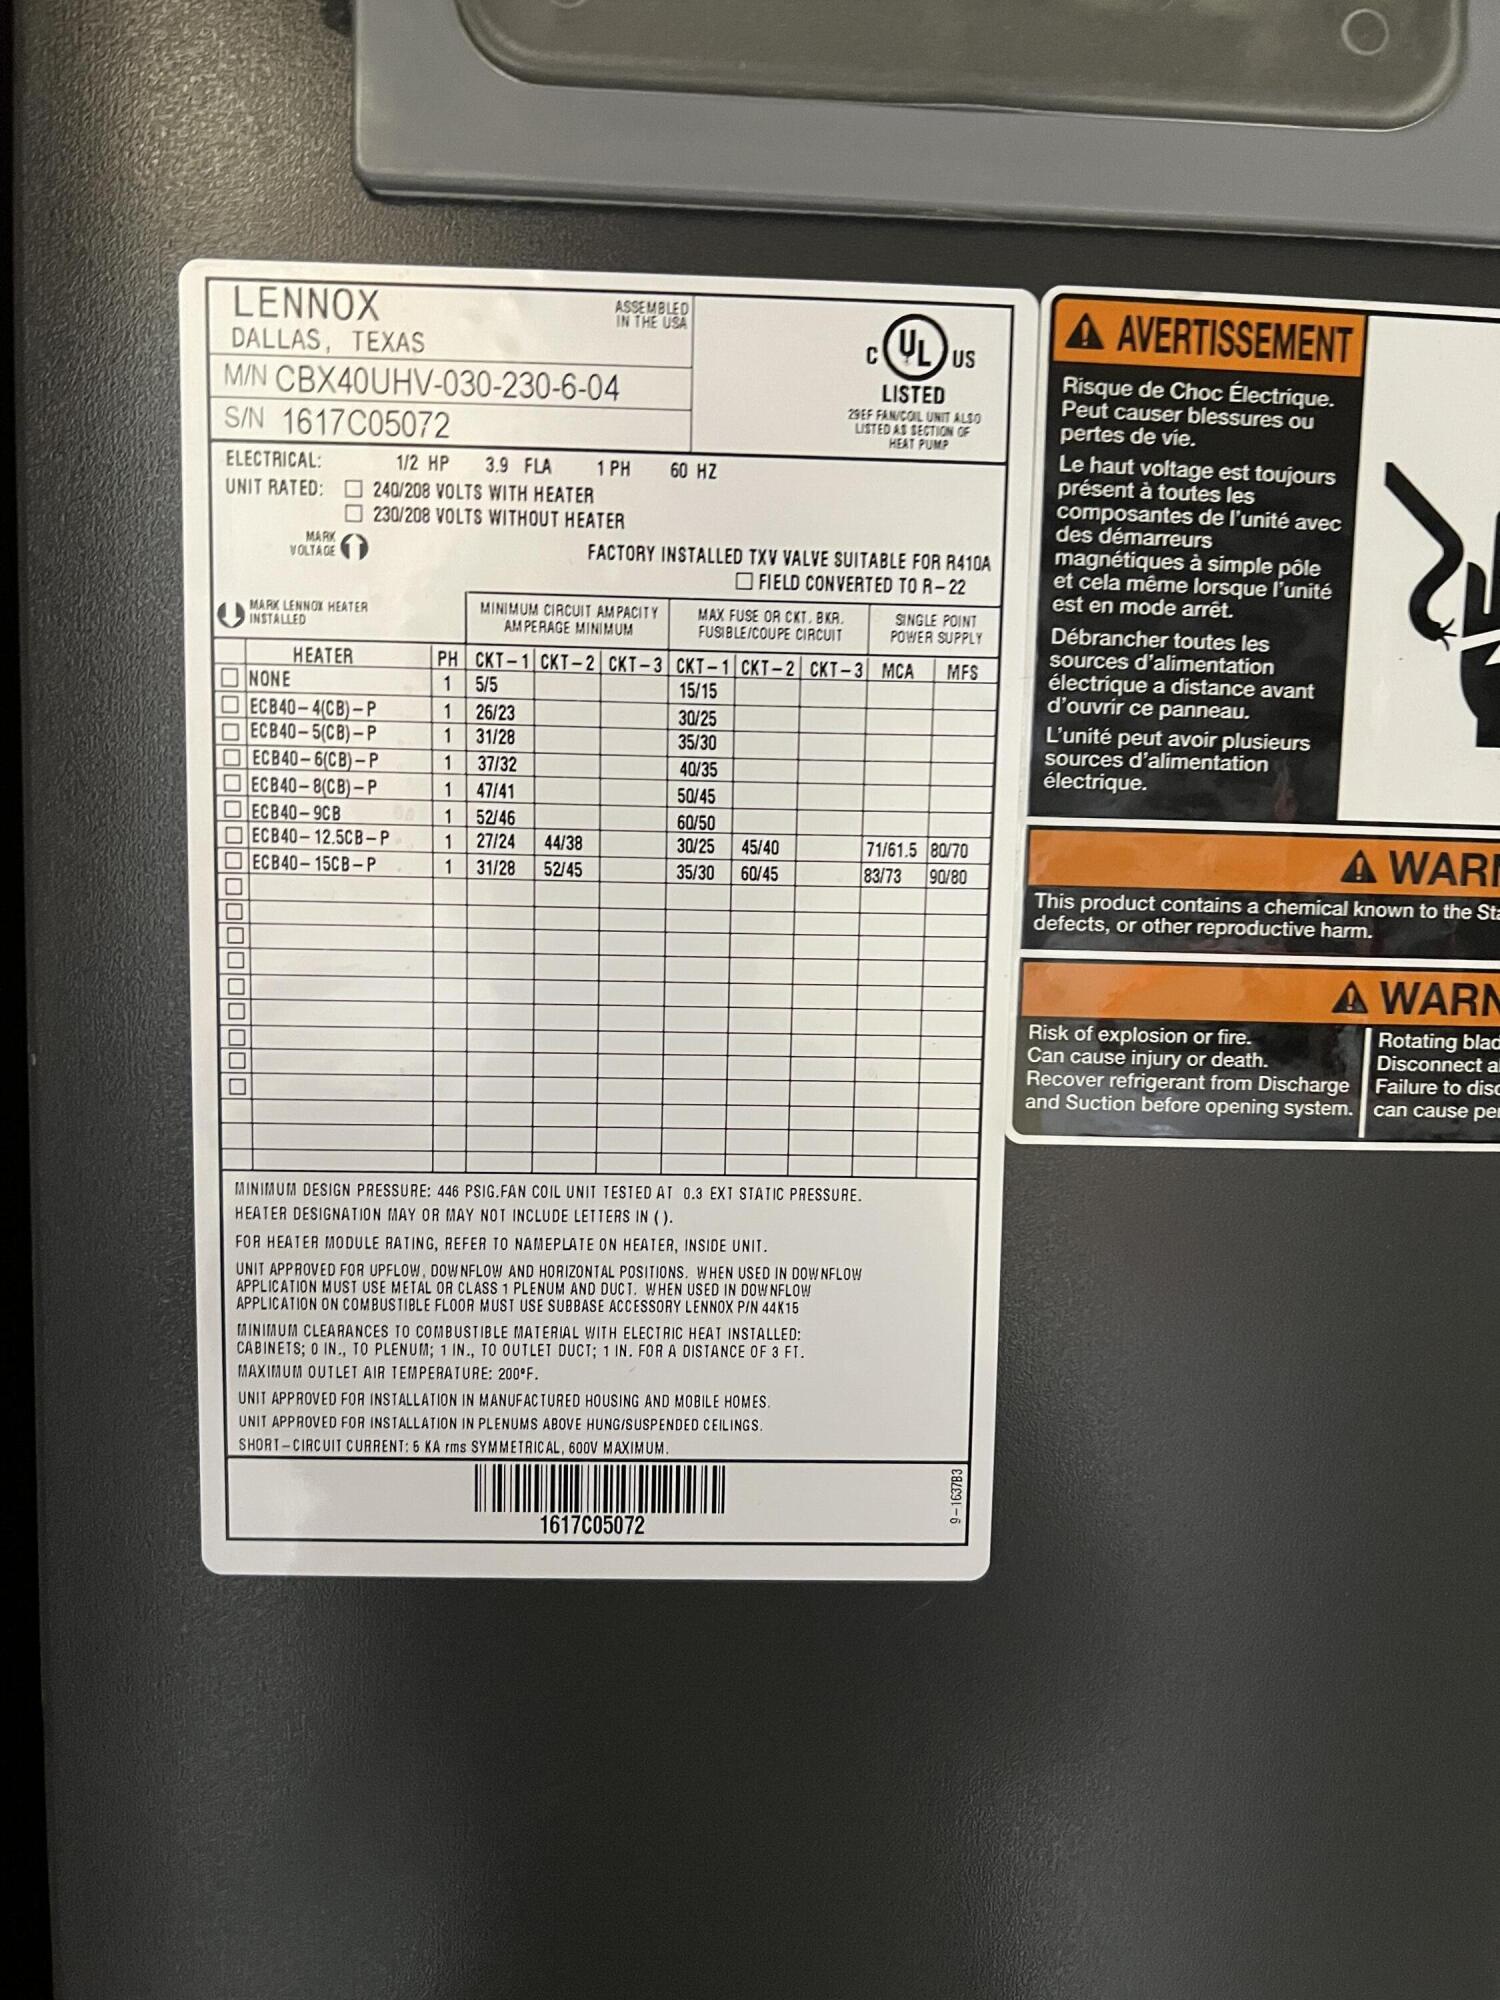 LENNOX
DALLAS, TEXAS
ASSEMBLED
IN THE USA
M/N CBX40UHV-030-230-6-04
S/N 1617C05072
C UL US
LISTED
29EF FAN/COIL UNIT ALSO
LISTED AS SECTION OF
HEAT PUMP
ELECTRICAL: 1/2 HP 3.9 FLA 1 PH 60 HZ
UNIT RATED: 240/208 VOLTS WITH HEATER
230/208 VOLTS WITHOUT HEATER
MARK
VOLTAGE
FACTORY INSTALLED TXV VALVE SUITABLE FOR R410A
FIELD CONVERTED TO R-22
MARK LENNOX HEATER
INSTALLED
MINIMUM CIRCUIT AMPACITY
AMPERAGE MINIMUM
MAX FUSE OR CKT. BKR.
FUSIBLE/COUPE CIRCUIT
SINGLE POINT
POWER SUPPLY
HEATER PH CKT-1 CKT-2 CKT-3 CKT-1 CKT-2 CKT-3 MCA MFS
NONE 1 5/5 15/15
ECB40-4(CB)-P 1 26/23 30/25
ECB40-5(CB)-P 1 31/28 35/30
ECB40-6(CB)-P 1 37/32 40/35
ECB40-8(CB)-P 1 47/41 50/45
ECB40-9CB 1 52/46 60/50
ECB40-12.5CB-P 1 27/24 44/38 30/25 45/40 71/61.5 80/70
ECB40-15CB-P 1 31/28 52/45 35/30 60/45 83/73 90/80
MINIMUM DESIGN PRESSURE: 446 PSIG.FAN COIL UNIT TESTED AT 0.3 EXT STATIC PRESSURE.
HEATER DESIGNATION MAY OR MAY NOT INCLUDE LETTERS IN ( ).
FOR HEATER MODULE RATING, REFER TO NAMEPLATE ON HEATER, INSIDE UNIT.
UNIT APPROVED FOR UPFLOW, DOWNFLOW AND HORIZONTAL POSITIONS. WHEN USED IN DOWNFLOW
APPLICATION MUST USE METAL OR CLASS 1 PLENUM AND DUCT. WHEN USED IN DOWNFLOW
APPLICATION ON COMBUSTIBLE FLOOR MUST USE SUBBASE ACCESSORY LENNOX P/N 44K15
MINIMUM CLEARANCES TO COMBUSTIBLE MATERIAL WITH ELECTRIC HEAT INSTALLED:
CABINETS; 0 IN., TO PLENUM; 1 IN., TO OUTLET DUCT; 1 IN. FOR A DISTANCE OF 3 FT.
MAXIMUM OUTLET AIR TEMPERATURE: 200°F.
UNIT APPROVED FOR INSTALLATION IN MANUFACTURED HOUSING AND MOBILE HOMES.
UNIT APPROVED FOR INSTALLATION IN PLENUMS ABOVE HUNG/SUSPENDED CEILINGS.
SHORT-CIRCUIT CURRENT: 5 KA rms SYMMETRICAL, 600V MAXIMUM.
1617C05072
9-1637B3
AVERTISSEMENT
Risque de Choc Électrique.
Peut causer blessures ou
pertes de vie.
Le haut voltage est toujours
présent à toutes les
composantes de l'unité avec
des démarreurs
magnétiques à simple pôle
et cela même lorsque l'unité
est en mode arrêt.
Débrancher toutes les
sources d'alimentation
électrique a distance avant
d'ouvrir ce panneau.
L'unité peut avoir plusieurs
sources d'alimentation
électrique.
WAR
This product contains a chemical known to the Sta
defects, or other reproductive harm.
WARN
Risk of explosion or fire.
Can cause injury or death.
Recover refrigerant from Discharge
and Suction before opening system.
Rotating blad
Disconnect a
Failure to disc
can cause per